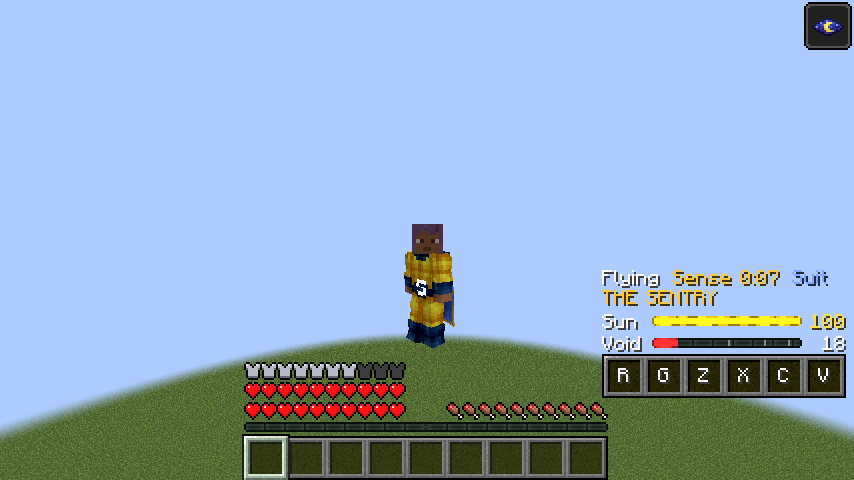 S
Flying Sense 0:07 Suit
THE SENTRY
Sun 100
Void 18
R G Z X C V